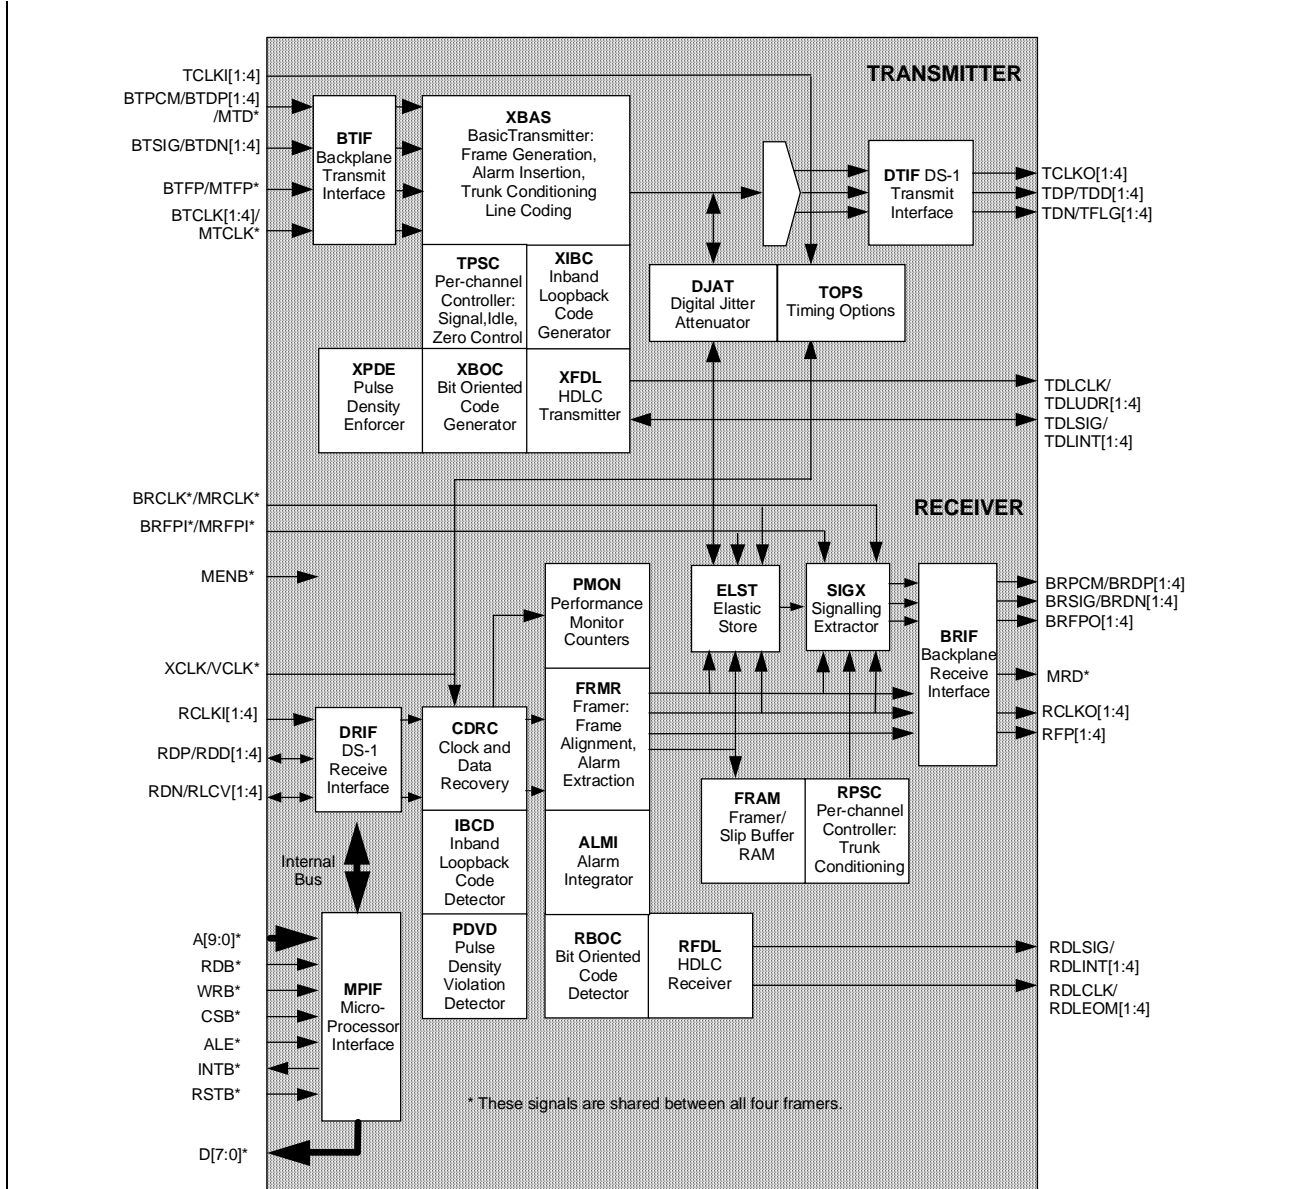 TRANSMITTER
TCLKI[1:4]
BTPCM/BTDP[1:4]
/MTD*
BTSIG/BTDN[1:4]
BTFP/MTFP*
BTCLK[1:4]/
MTCLK*
BTIF
Backplane
Transmit
Interface
XBAS
BasicTransmitter:
Frame Generation,
Alarm Insertion,
Trunk Conditioning
Line Coding
TPSC
Per-channel
Controller:
Signal,Idle,
Zero Control
XIBC
Inband
Loopback
Code
Generator
XPDE
Pulse
Density
Enforcer
XBOC
Bit Oriented
Code
Generator
XFDL
HDLC
Transmitter
DJAT
Digital Jitter
Attenuator
TOPS
Timing Options
DTIF DS-1
Transmit
Interface
TCLKO[1:4]
TDP/TDD[1:4]
TDN/TFLG[1:4]
TDLCLK/
TDLUDR[1:4]
TDLSIG/
TDLINT[1:4]
RECEIVER
BRCLK*/MRCLK*
BRFPI*/MRFPI*
MENB*
XCLK/VCLK*
RCLKI[1:4]
RDP/RDD[1:4]
RDN/RLCV[1:4]
DRIF
DS-1
Receive
Interface
CDRC
Clock and
Data
Recovery
IBCD
Inband
Loopback
Code
Detector
PDVD
Pulse
Density
Violation
Detector
PMON
Performance
Monitor
Counters
FRMR
Framer:
Frame
Alignment,
Alarm
Extraction
ALMI
Alarm
Integrator
RBOC
Bit Oriented
Code
Detector
RFDL
HDLC
Receiver
ELST
Elastic
Store
SIGX
Signalling
Extractor
FRAM
Framer/
Slip Buffer
RAM
RPSC
Per-channel
Controller:
Trunk
Conditioning
BRIF
Backplane
Receive
Interface
BRPCM/BRDP[1:4]
BRSIG/BRDN[1:4]
BRFPO[1:4]
MRD*
RCLKO[1:4]
RFP[1:4]
RDLSIG/
RDLINT[1:4]
RDLCLK/
RDLEOM[1:4]
Internal
Bus
A[9:0]*
RDB*
WRB*
CSB*
ALE*
INTB*
RSTB*
D[7:0]*
MPIF
Micro-
Processor
Interface
* These signals are shared between all four framers.